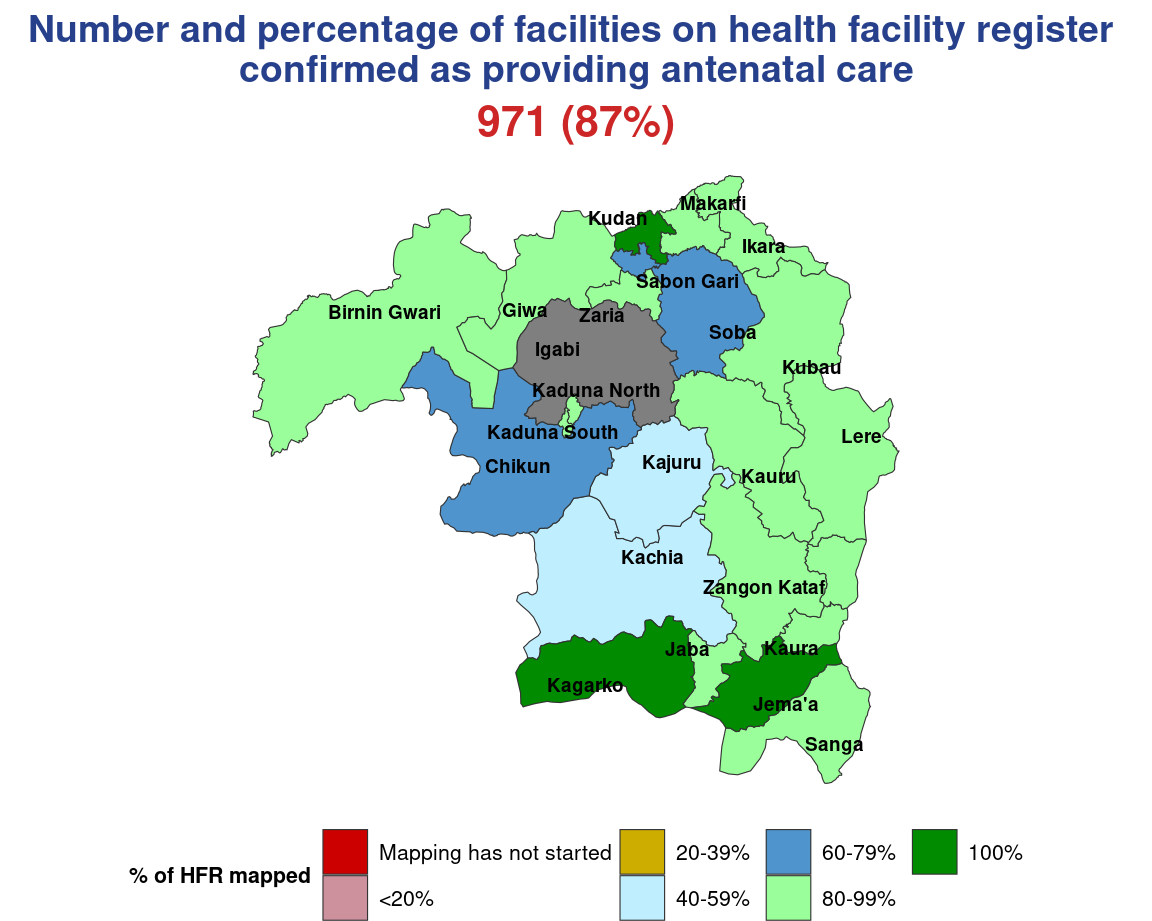 Number and percentage of facilities on health facility register
confirmed as providing antenatal care
971 (87%)
Makarfi
Kudan
Ikara
Sabon Gari
Birnin Gwari
Giwa
Zaria
Soba
Igabi
Kubau
Kaduna North
Kaduna South
Lere
Chikun
Kajuru
Kauru
Kachia
Zangon Kataf
Jaba
Kaura
Kagarko
Jema'a
Sanga
% of HFR mapped
Mapping has not started
<20%
20-39%
40-59%
60-79%
80-99%
100%